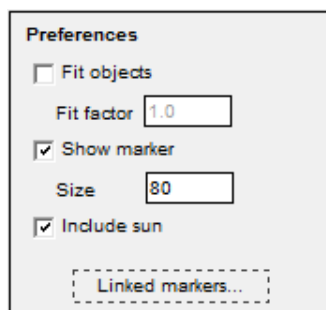 Preferences
Fit objects
Fit factor 1.0
Show marker
Size 80
Include sun
Linked markers...